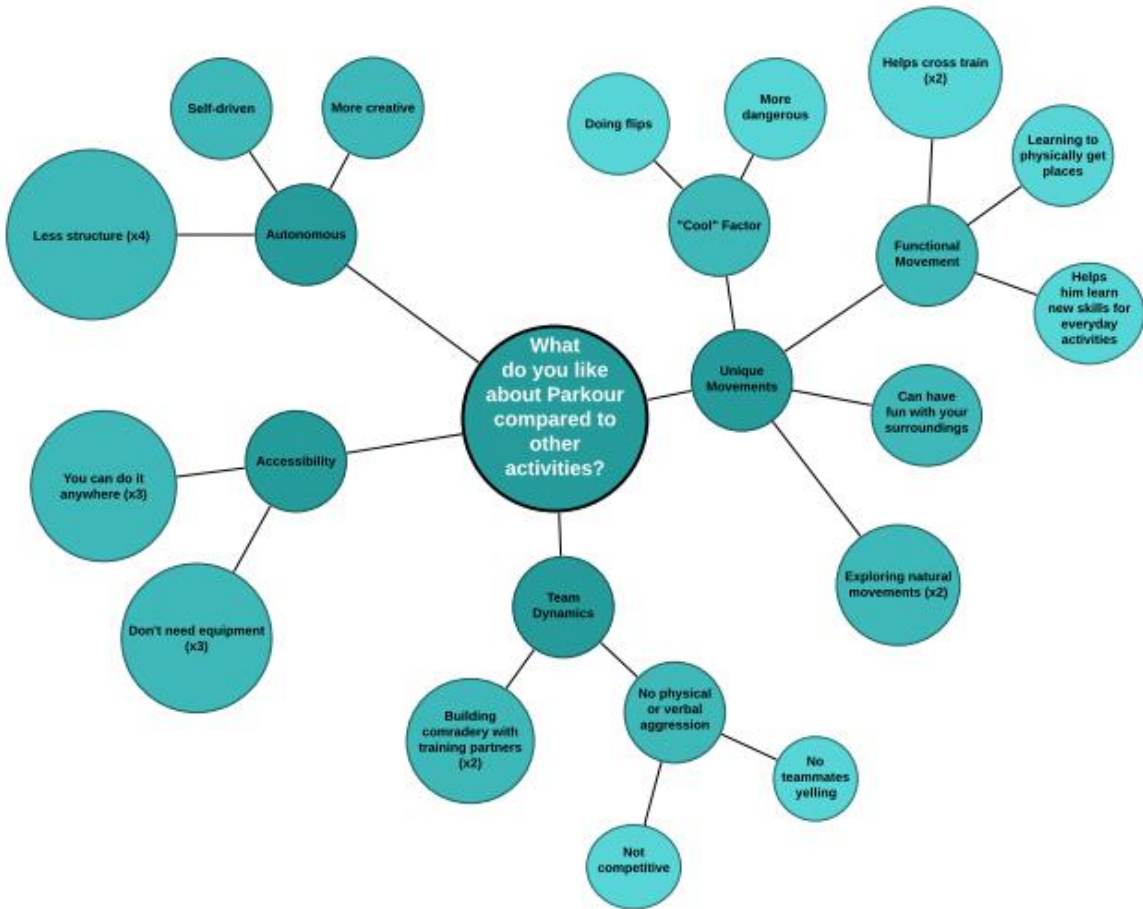 What
do you like
about Parkour
compared to
other
activities?
Autonomous
Self-driven
More creative
Less structure (x4)
Accessibility
You can do it
anywhere (x3)
Don't need equipment
(x3)
Team
Dynamics
Building
comradery with
training partners
(x2)
No physical
or verbal
aggression
No
teammates
yelling
Not
competitive
Unique
Movements
"Cool" Factor
Doing flips
More
dangerous
Functional
Movement
Helps cross train
(x2)
Learning to
physically get
places
Helps
him learn
new skills for
everyday
activities
Can have
fun with your
surroundings
Exploring natural
movements (x2)